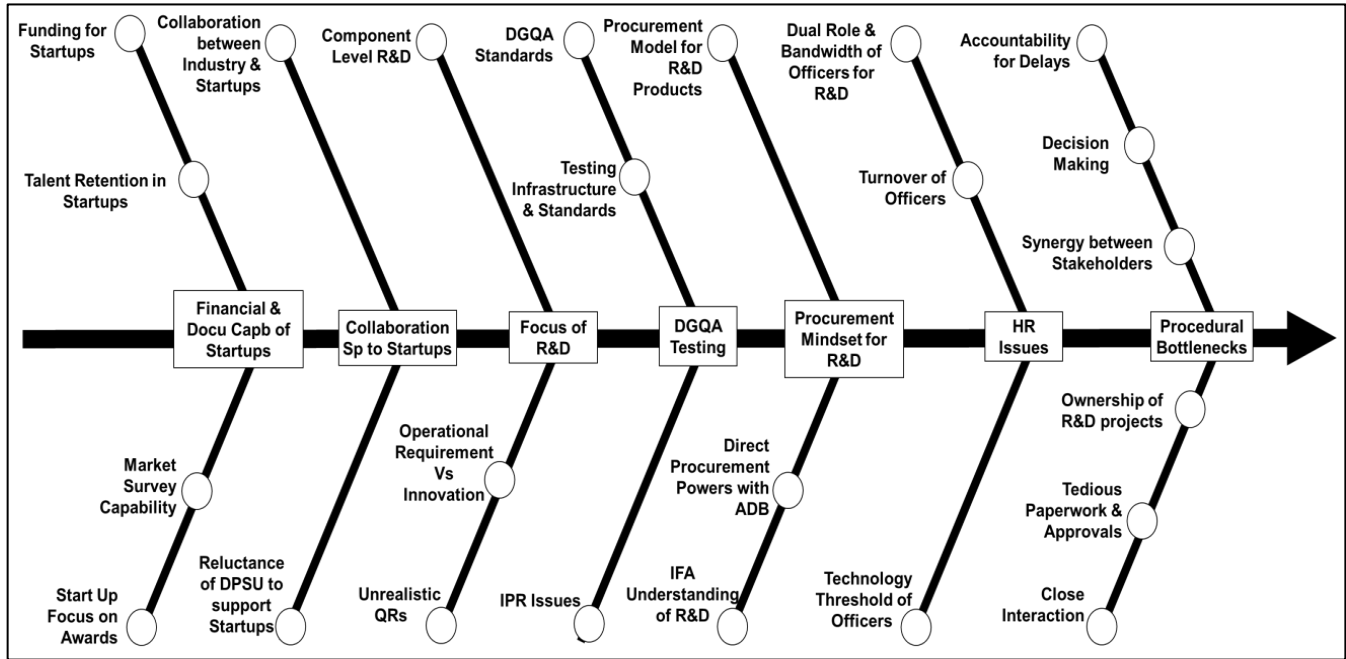 Funding for
Startups
Collaboration
between
Industry &
Startups
Component
Level R&D
DGQA
Standards
Procurement
Model for
R&D
Products
Dual Role &
Bandwidth of
Officers for
R&D
Accountability
for Delays
Talent Retention in
Startups
Testing
Infrastructure
& Standards
Turnover of
Officers
Decision
Making
Synergy between
Stakeholders
Financial &
Docu Capb of
Startups
Collaboration
Sp to Startups
Focus of
R&D
DGQA
Testing
Procurement
Mindset for
R&D
HR
Issues
Procedural
Bottlenecks
Market
Survey
Capability
Operational
Requirement
Vs
Innovation
Direct
Procurement
Powers with
ADB
Ownership of
R&D projects
Tedious
Paperwork &
Approvals
Start Up
Focus on
Awards
Reluctance
of DPSU to
support
Startups
Unrealistic
QRs
IPR Issues
IFA
Understanding
of R&D
Technology
Threshold of
Officers
Close
Interaction